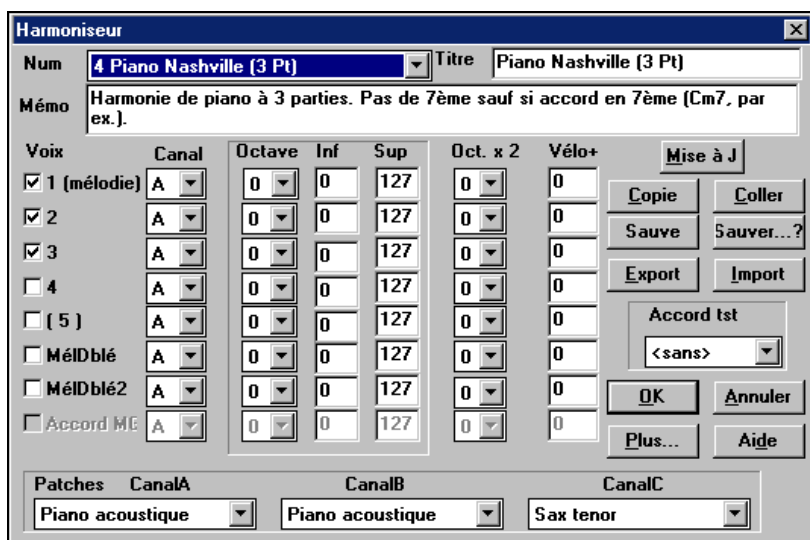 Harmoniseur
Num 4 Piano Nashville (3 Pt) Titre Piano Nashville (3 Pt)
Mémo Harmonie de piano à 3 parties. Pas de 7ème sauf si accord en 7ème (Cm7, par
ex.).
Voix Canal Octave Inf Sup Oct. x 2 Vélo+ Mise à J
1 (mélodie) A 0 0 127 0 0 Copie Coller
2 A 0 0 127 0 0 Sauve Sauver...?
3 A 0 0 127 0 0 Export Import
4 A 0 0 127 0 0 Accord tst
( 5 ) A 0 0 127 0 0 <sans>
MélDblé A 0 0 127 0 0
MélDblé2 A 0 0 127 0 0 OK Annuler
Accord ME A 0 0 127 0 0 Plus... Aide
Patches CanalA CanalB CanalC
Piano acoustique Piano acoustique Sax tenor